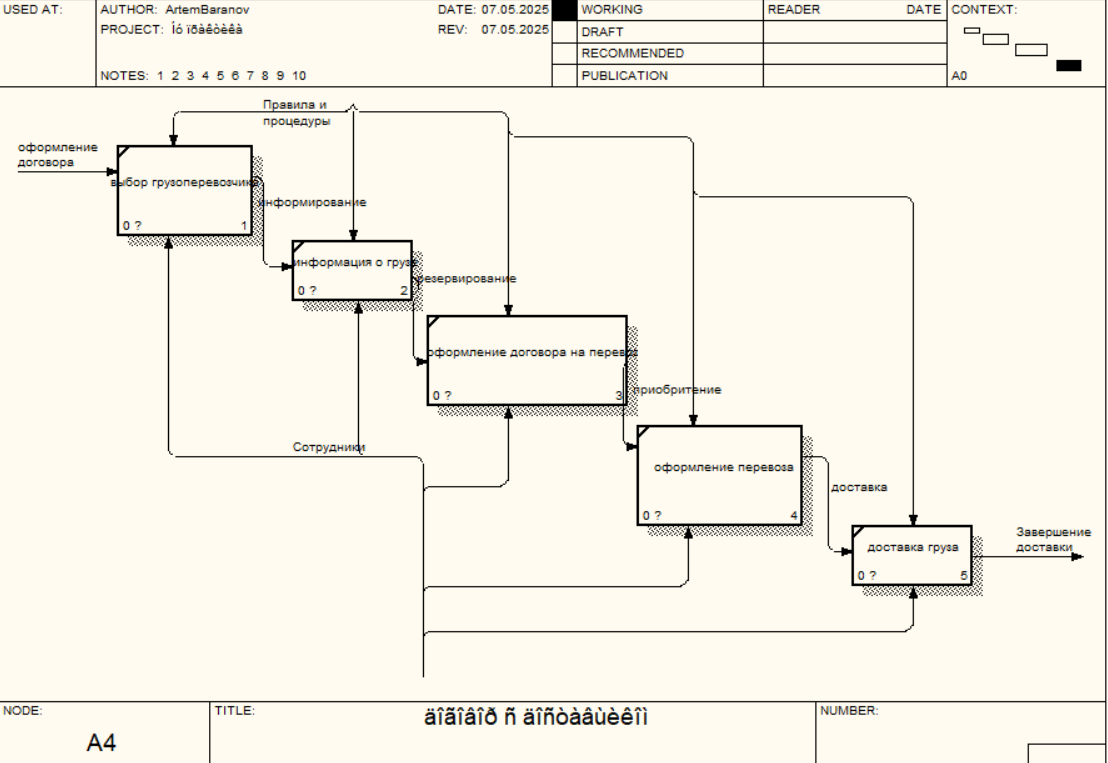 USED AT:
AUTHOR: ArtemBaranov
DATE: 07.05.2025
PROJECT: Ïó ïðàêòèêà
REV: 07.05.2025
NOTES: 1 2 3 4 5 6 7 8 9 10
WORKING
DRAFT
RECOMMENDED
PUBLICATION
READER
DATE
CONTEXT:
A0
Правила и
процедуры
оформление
договора
выбор грузоперевозчика
0 ?
1
информирование
информация о грузе
0 ?
2
резервирование
оформление договора на перевоз
0 ?
3
приобритение
Сотрудники
оформление перевоза
0 ?
4
доставка
доставка груза
0 ?
5
Завершение
доставки
NODE:
A4
TITLE:
äîãîâîð ñ äîñòàâùèêîì
NUMBER: